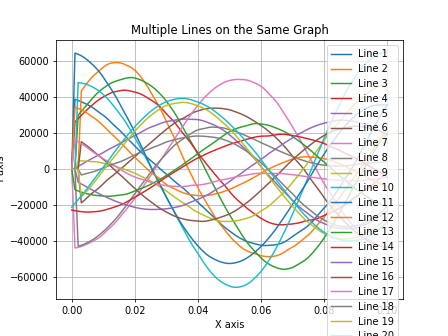 Multiple Lines on the Same Graph
60000
40000
20000
0
−20000
−40000
−60000
0.00
0.02
0.04
0.06
0.08
X axis
axis
Line 1
Line 2
Line 3
Line 4
Line 5
Line 6
Line 7
Line 8
Line 9
Line 10
Line 11
Line 12
Line 13
Line 14
Line 15
Line 16
Line 17
Line 18
Line 19
Line 20